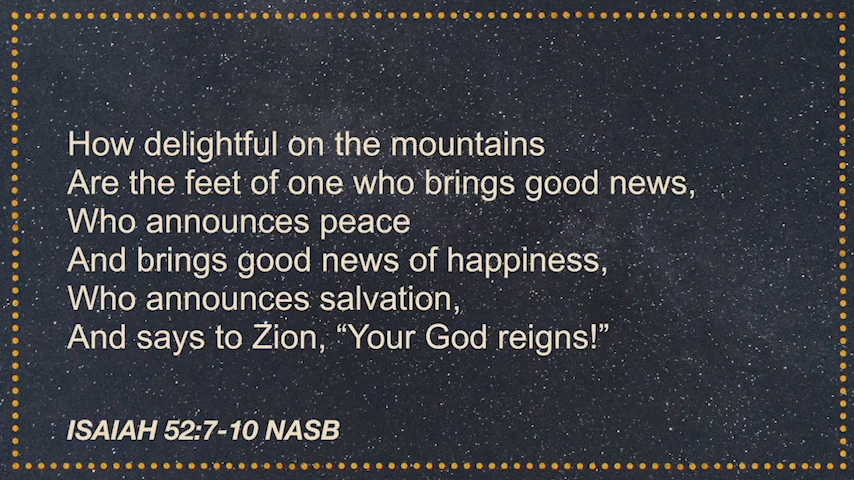 How delightful on the mountains
Are the feet of one who brings good news,
Who announces peace
And brings good news of happiness,
Who announces salvation,
And says to Zion, “Your God reigns!”
ISAIAH 52:7-10 NASB